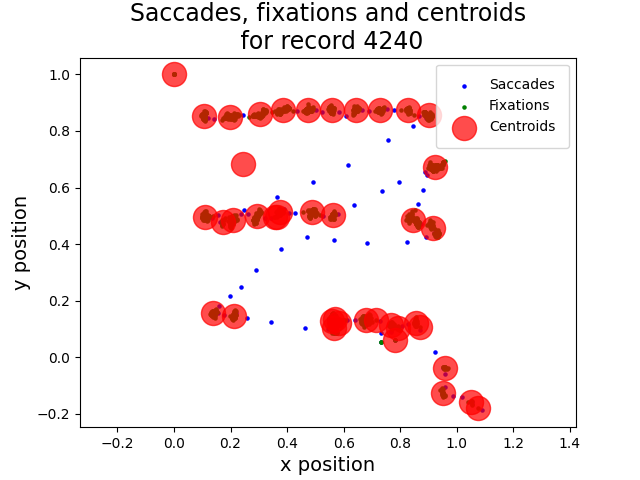 Saccades, fixations and centroids
for record 4240
Saccades
Fixations
Centroids
1.0
0.8
0.6
0.4
0.2
0.0
−0.2
y position
−0.2
0.0
0.2
0.4
0.6
0.8
1.0
1.2
1.4
x position